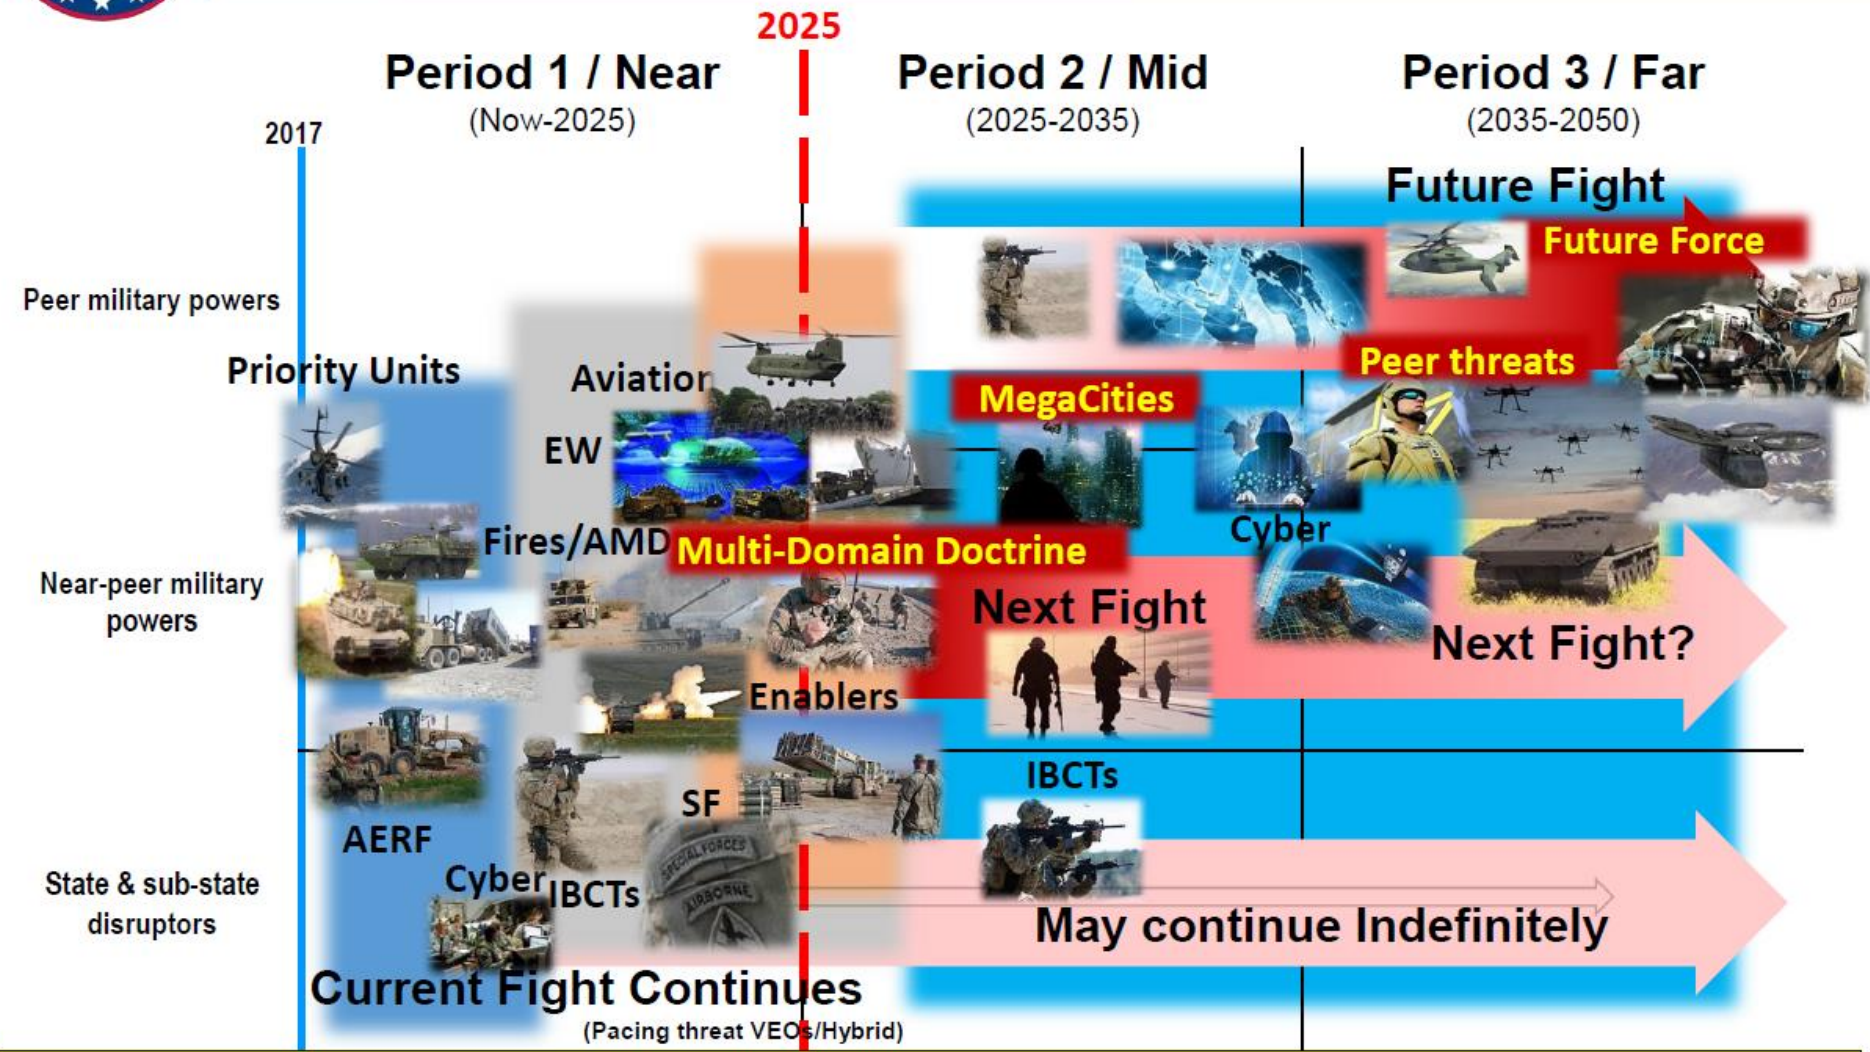 2025
Period 1 / Near
(Now-2025)
Period 2 / Mid
(2025-2035)
Period 3 / Far
(2035-2050)
2017
Future Fight
Future Force
Peer military powers
Priority Units
Aviation
Peer threats
MegaCities
EW
Cyber
Fires/AMD
Multi-Domain Doctrine
Near-peer military
powers
Next Fight
Next Fight?
Enablers
IBCTs
SF
AERF
SPECIAL FORCES
AIRBORNE
Cyber
IBCTs
State & sub-state
disruptors
May continue Indefinitely
Current Fight Continues
(Pacing threat VEOs/Hybrid)